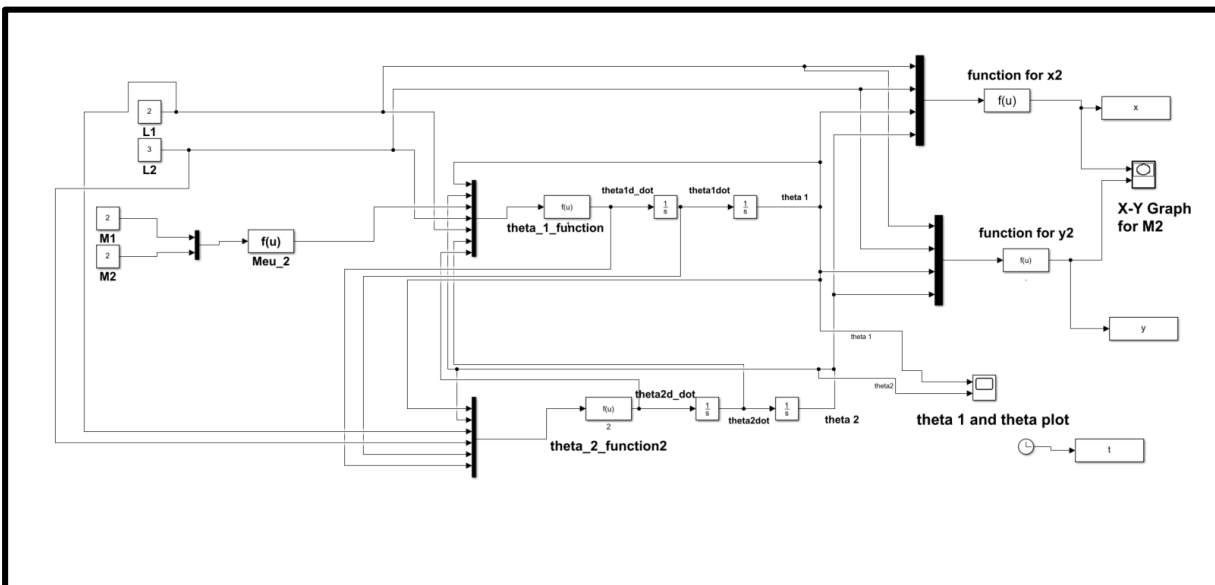 function for x2
f(u)
x
2
L1
3
L2
X-Y Graph
for M2
theta1d_dot
theta1dot
f(u)
1
s
1
s
theta 1
theta_1_function
2
M1
2
M2
f(u)
Meu_2
function for y2
f(u)
y
theta 1
theta2
theta2d_dot
f(u)
2
1
s
theta2dot
1
s
theta 2
theta_2_function2
theta 1 and theta plot
t